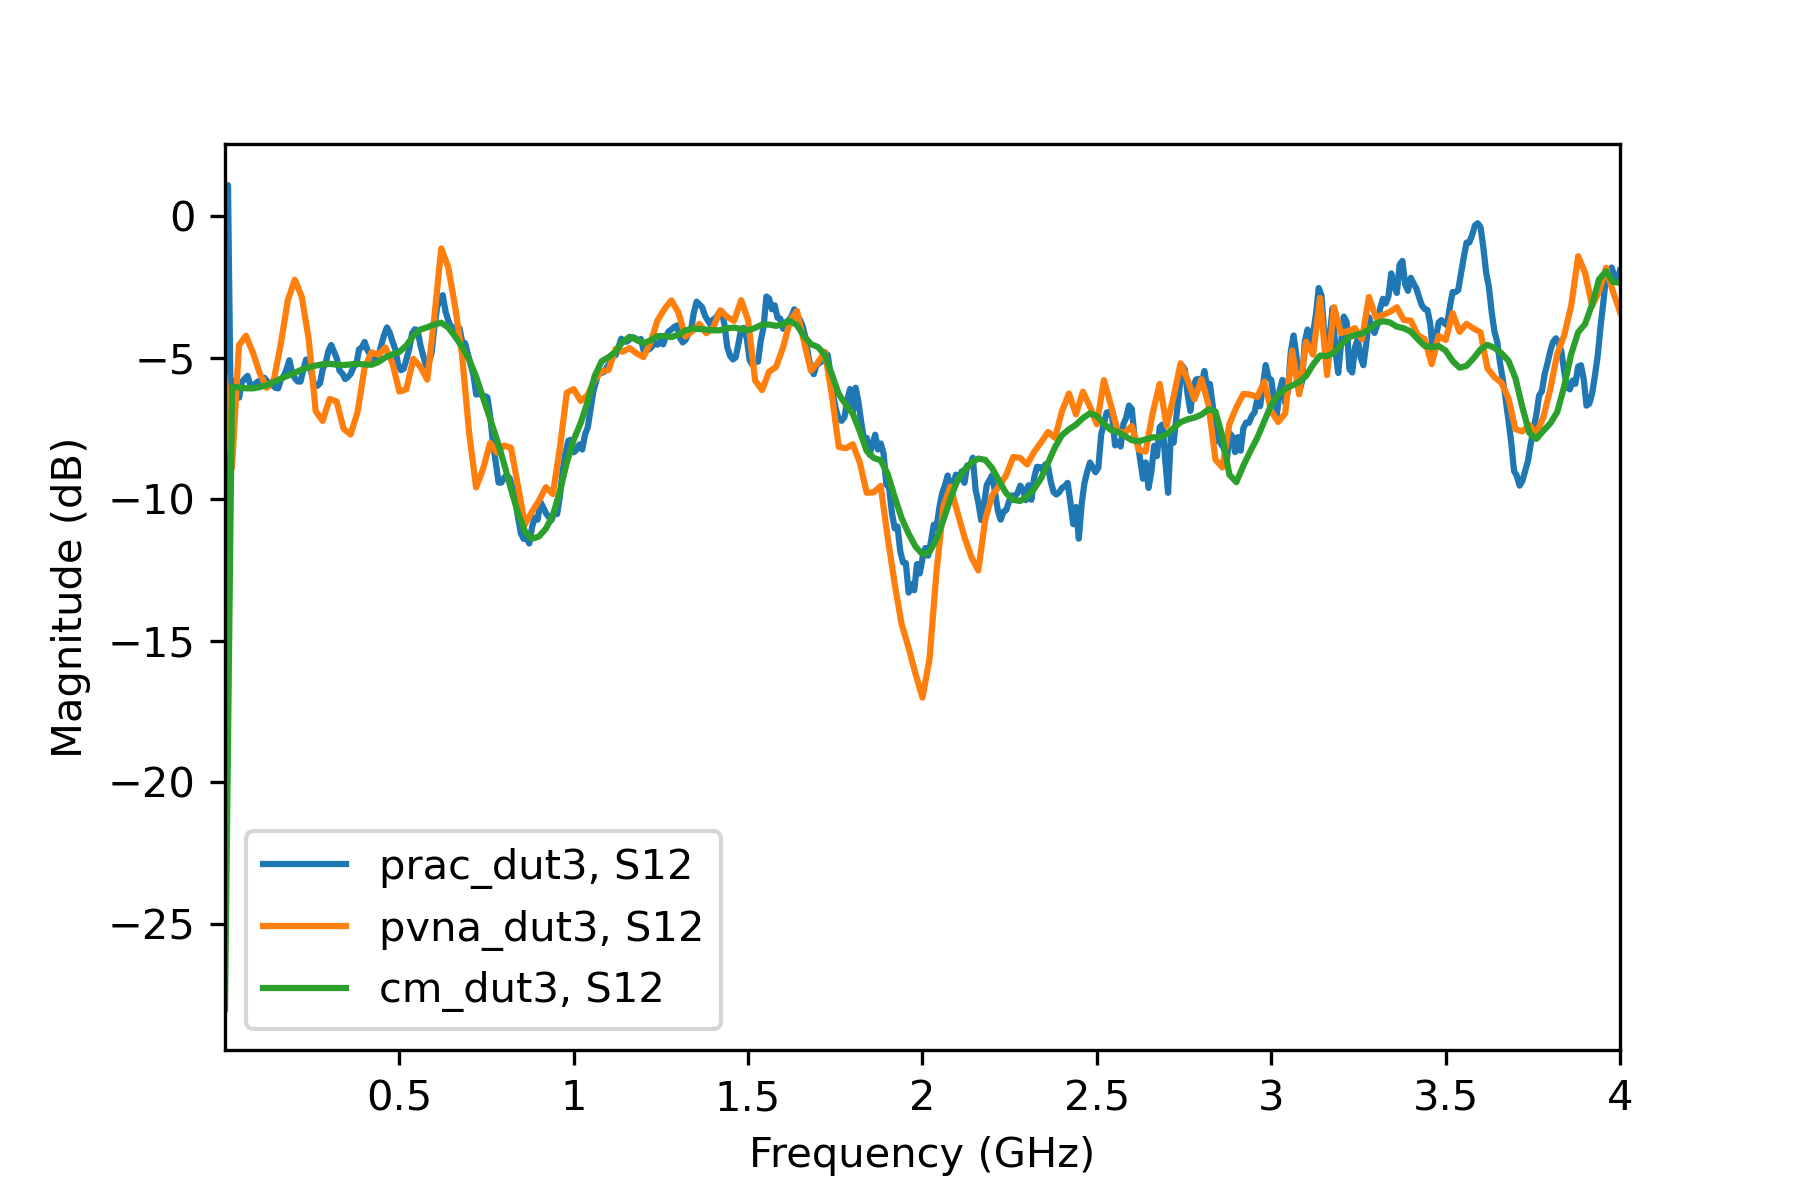 0
−5
−10
−15
−20
−25
Magnitude (dB)
prac_dut3, S12
pvna_dut3, S12
cm_dut3, S12
0.5 1 1.5 2 2.5 3 3.5 4
Frequency (GHz)